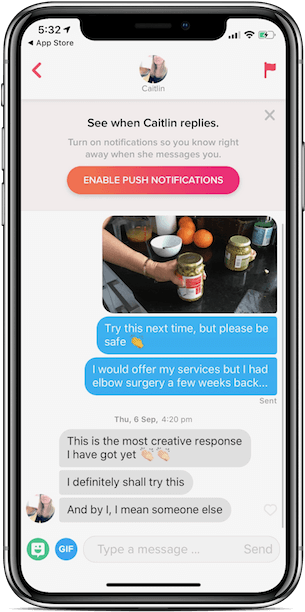 5:32
◀ App Store
Caitlin
See when Caitlin replies.
Turn on notifications so you know right
away when she messages you.
ENABLE PUSH NOTIFICATIONS
Try this next time, but please be
safe 👏
I would offer my services but I had
elbow surgery a few weeks back...
Sent
Thu, 6 Sep, 4:20 pm
This is the most creative response
I have got yet 👏🏻👏🏻
I definitely shall try this
And by I, I mean someone else
GIF
Type a message ...
Send